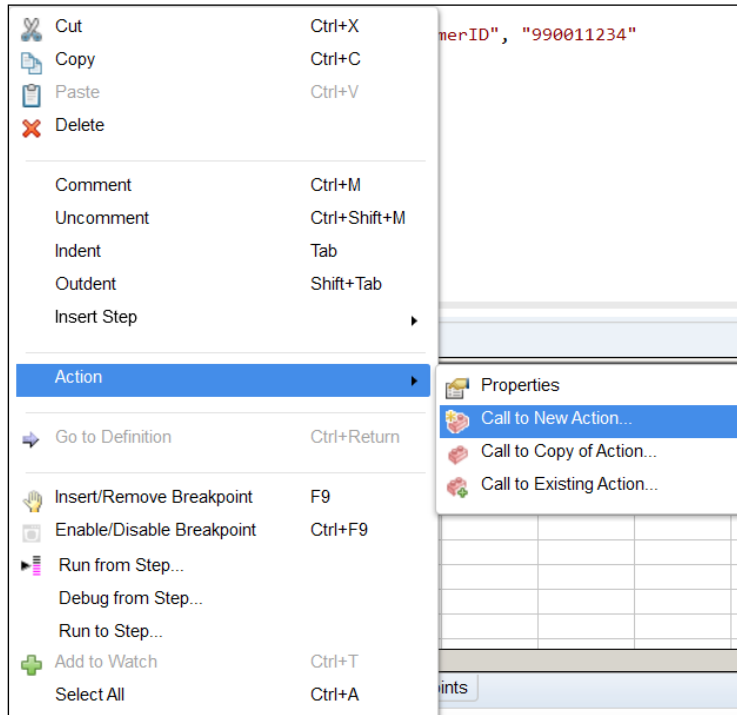 Cut Ctrl+X
merID", "990011234"
Copy Ctrl+C
Paste Ctrl+V
Delete
Comment Ctrl+M
Uncomment Ctrl+Shift+M
Indent Tab
Outdent Shift+Tab
Insert Step
Action
Properties
Call to New Action...
Go to Definition Ctrl+Return
Call to Copy of Action...
Call to Existing Action...
Insert/Remove Breakpoint F9
Enable/Disable Breakpoint Ctrl+F9
Run from Step...
Debug from Step...
Run to Step...
Add to Watch Ctrl+T
Select All Ctrl+A
ints